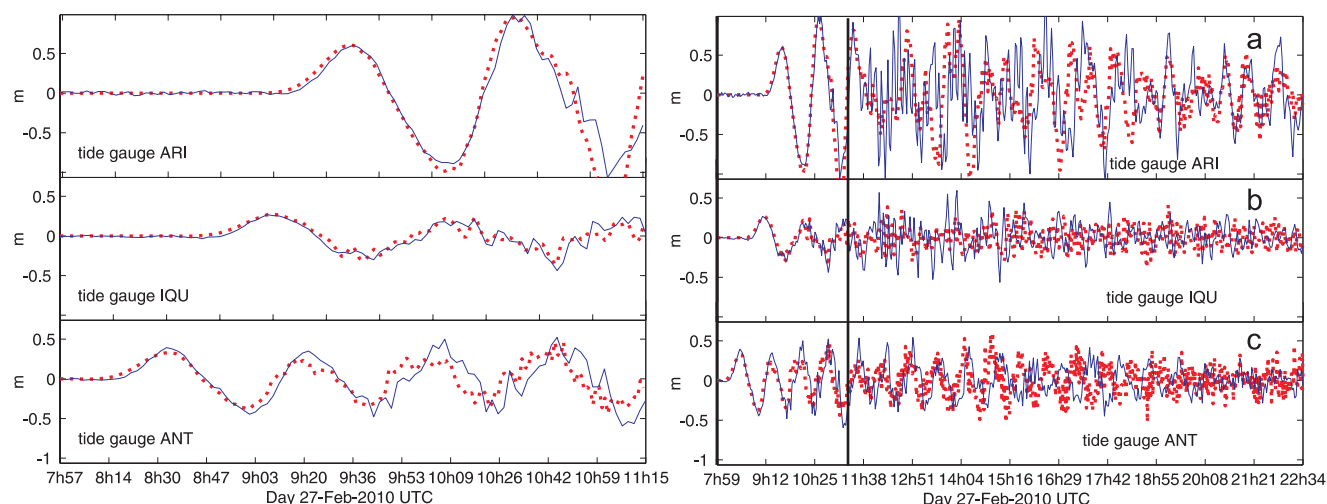 0.5
0
-0.5
m
tide gauge ARI
0.5
0
-0.5
m
tide gauge IQU
0.5
0
-0.5
-1
m
tide gauge ANT
7h57 8h14 8h30 8h47 9h03 9h20 9h36 9h53 10h09 10h26 10h42 10h59 11h15
Day 27-Feb-2010 UTC
a
0.5
0
-0.5
m
tide gauge ARI
b
0.5
0
-0.5
m
tide gauge IQU
c
0.5
0
-0.5
-1
m
tide gauge ANT
7h59 9h12 10h25 11h38 12h51 14h04 15h16 16h29 17h42 18h55 20h08 21h21 22h34
Day 27-Feb-2010 UTC